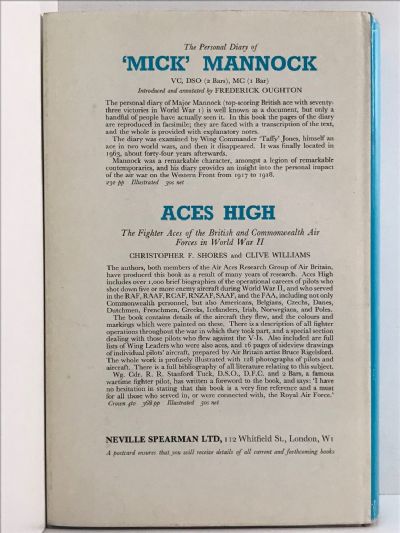 The Personal Diary of
'MICK' MANNOCK
VC, DSO (2 Bars), MC (1 Bar)
Introduced and annotated by FREDERICK OUGHTON
The personal diary of Major Mannock (top-scoring British ace with seventy-
three victories in World War 1) is well known as a document, but only a
handful of people have actually seen it. In this book the pages of the diary
are reproduced in facsimile; they are faced with a transcription of the text,
and the whole is provided with explanatory notes.
The diary was examined by Wing Commander 'Taffy' Jones, himself an
ace in two world wars, and then it disappeared. It was finally located in
1963, about forty-four years afterwards.
Mannock was a remarkable character, amongst a legion of remarkable
contemporaries, and his diary provides an insight into the personal impact
of the air war on the Western Front from 1917 to 1918.
232 pp Illustrated 30s net
ACES HIGH
The Fighter Aces of the British and Commonwealth Air
Forces in World War II
CHRISTOPHER F. SHORES and CLIVE WILLIAMS
The authors, both members of the Air Aces Research Group of Air Britain,
have produced this book as a result of many years of research. Aces High
includes over 1,000 brief biographies of the operational careers of pilots who
shot down five or more enemy aircraft during World War II, and who served
in the RAF, RAAF, RCAF, RNZAF, SAAF, and the FAA, including not only
Commonwealth personnel, but also Americans, Belgians, Czechs, Danes,
Dutchmen, Frenchmen, Greeks, Icelanders, Irish, Norwegians, and Poles.
The book contains details of the aircraft they flew, and the colours and
markings which were painted on these. There is a description of all fighter
operations throughout the war in which they took part, and a special section
dealing with those pilots who flew against the V-1s. Also included are full
lists of Wing Leaders who were also aces, and 16 pages of sideview drawings
of individual pilots' aircraft, prepared by Air Britain artist Bruce Rigelsford.
The whole work is profusely illustrated with 128 photographs of pilots and
aircraft. There is a full bibliography of all literature relating to this subject.
Wg. Cdr. R. R. Stanford Tuck, D.S.O., D.F.C. and 2 Bars, a famous
wartime fighter pilot, has written a foreword to the book, and says: 'I have
no hesitation in stating that this book is a very fine reference and a must
for all those who served in, or were connected with, the Royal Air Force.'
Crown 4to 368 pp Illustrated 50s net
NEVILLE SPEARMAN LTD, 112 Whitfield St., London, W1
A postcard ensures that you will receive details of all current and forthcoming books